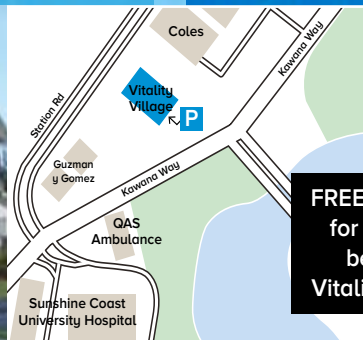 Coles
Kawana Way
Vitality
Village
P
Station Rd
Guzman
y Gomez
Kawana Way
QAS
Ambulance
FREE
for
be
Vitali
Sunshine Coast
University Hospital